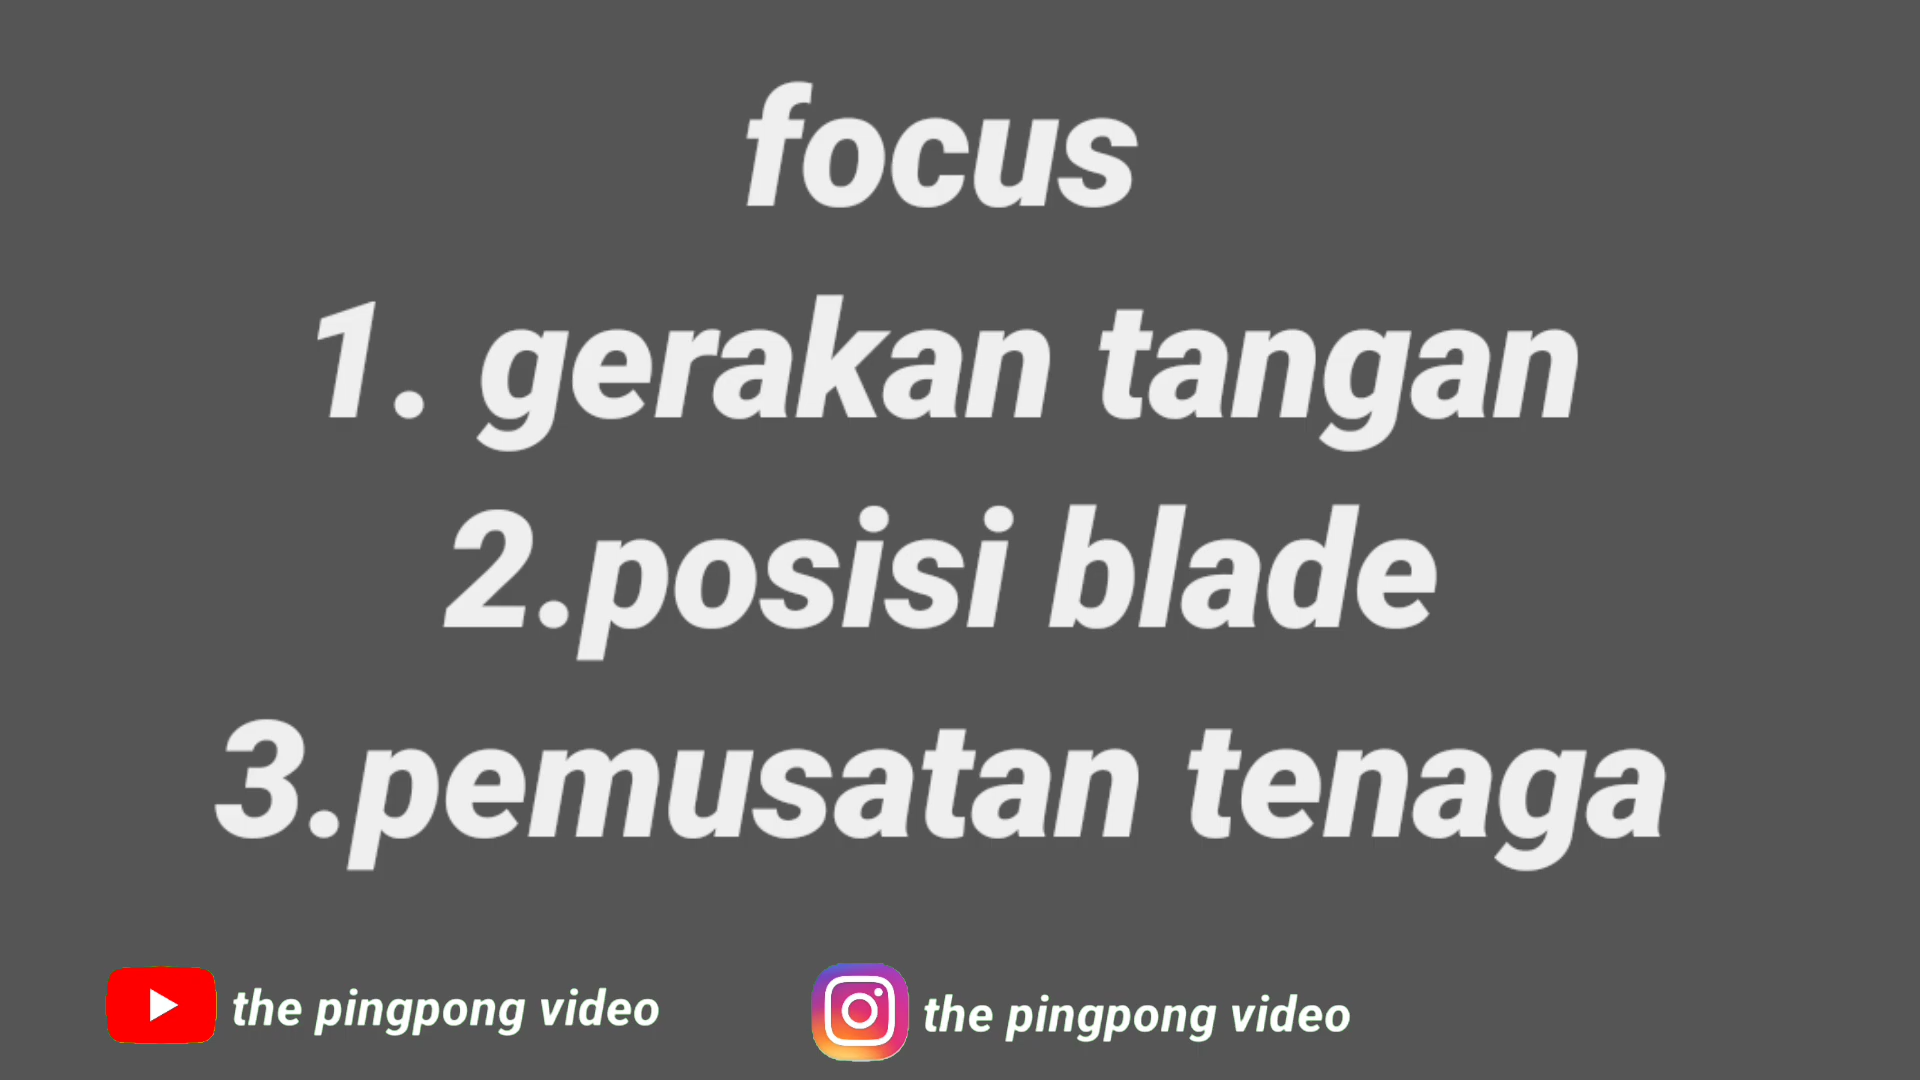 focus
1. gerakan tangan
2.posisi blade
3.pemusatan tenaga
the pingpong video
the pingpong video